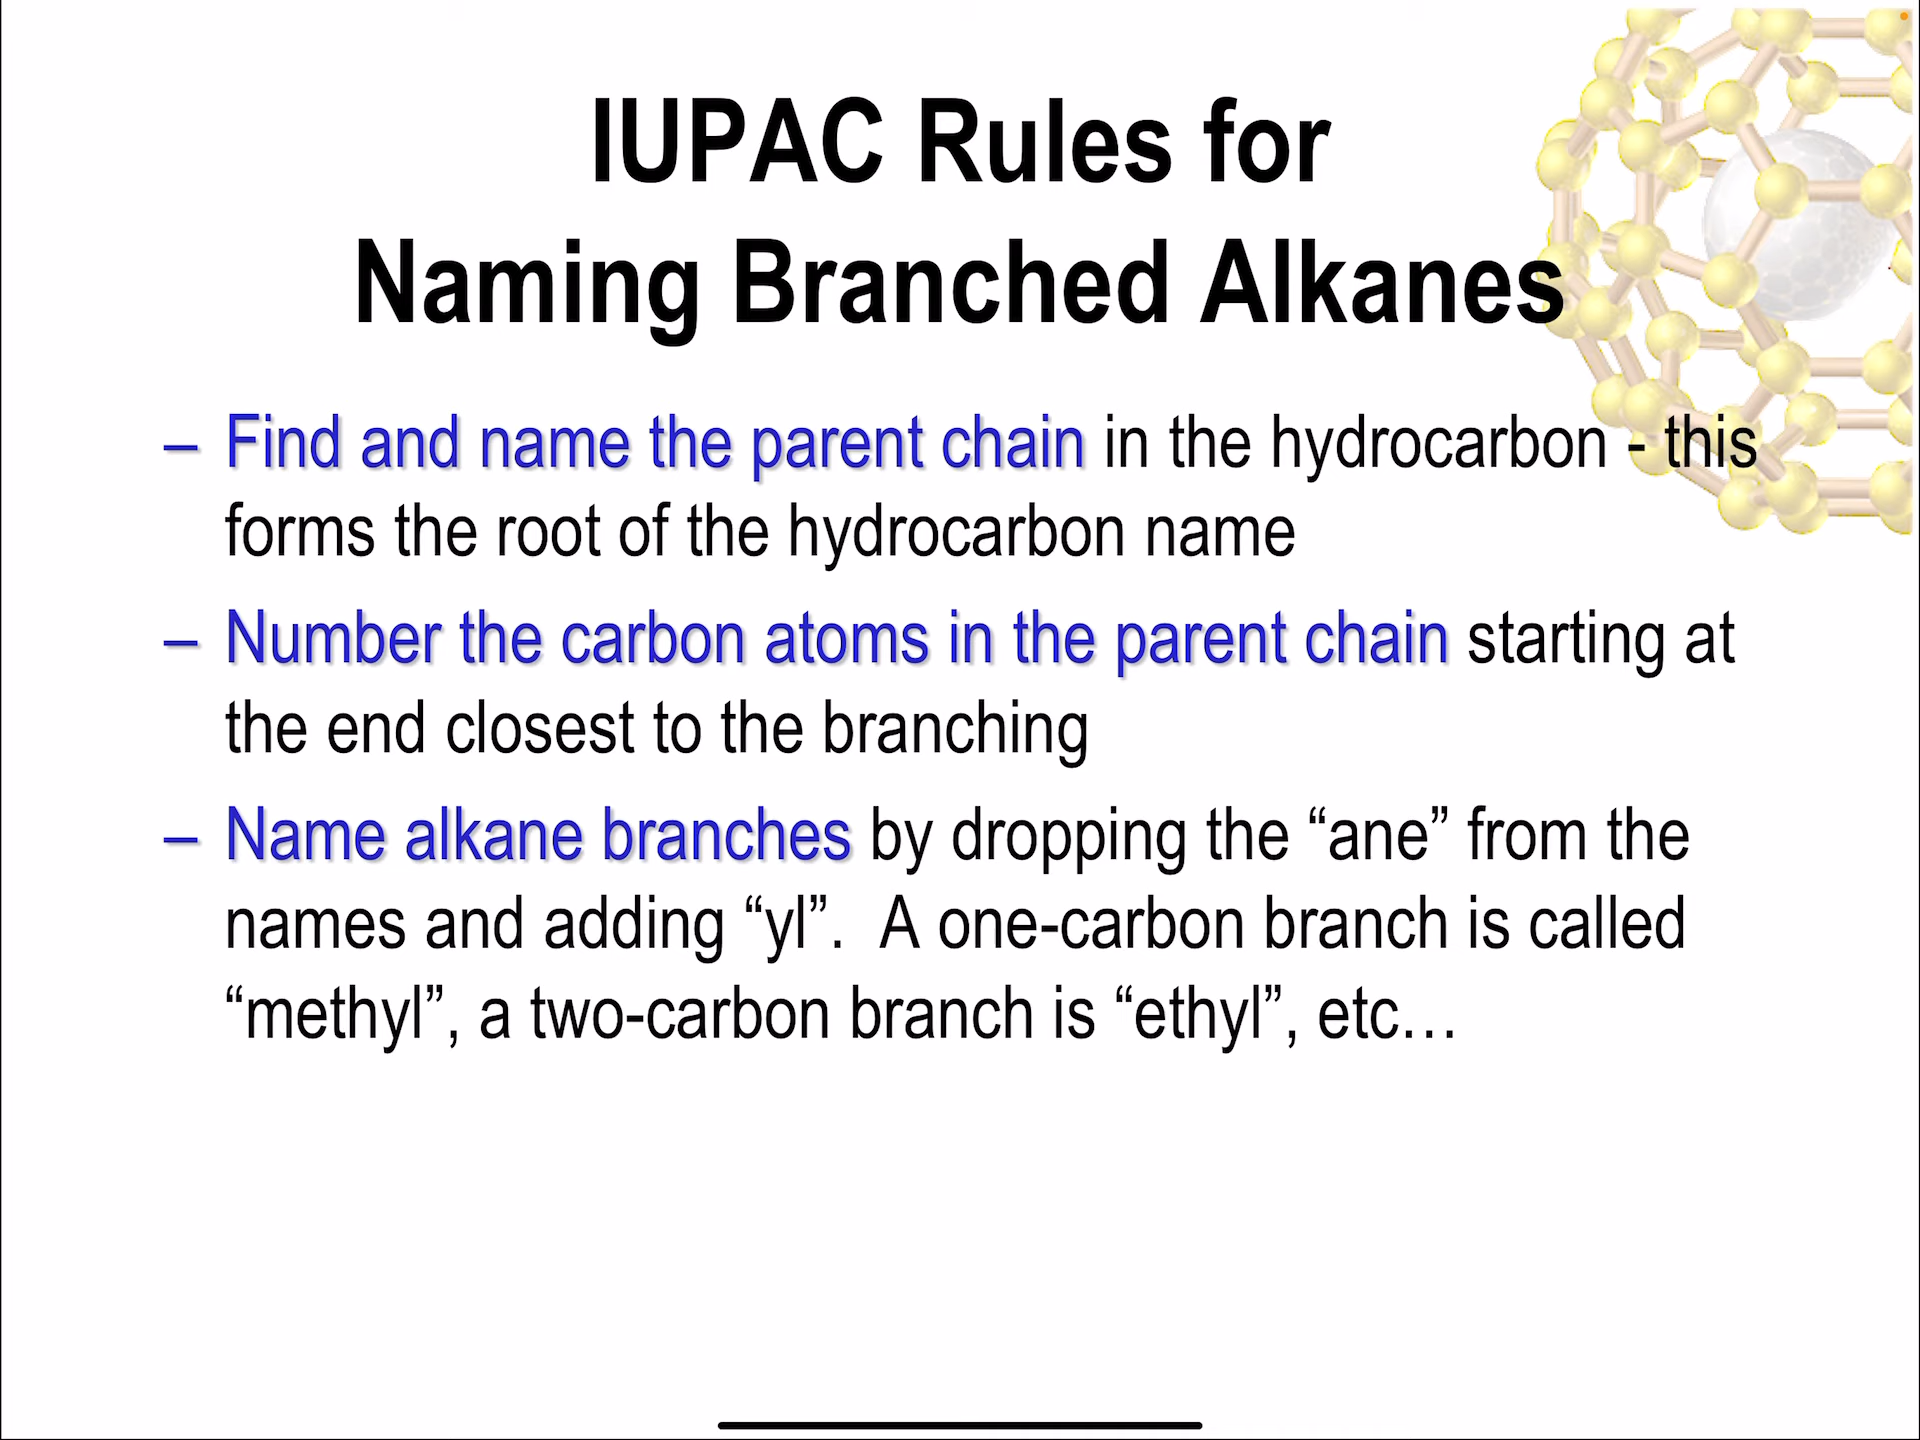 IUPAC Rules for
Naming Branched Alkanes
– Find and name the parent chain in the hydrocarbon - this
forms the root of the hydrocarbon name
– Number the carbon atoms in the parent chain starting at
the end closest to the branching
– Name alkane branches by dropping the “ane” from the
names and adding “yl”.  A one-carbon branch is called
“methyl”, a two-carbon branch is “ethyl”, etc…